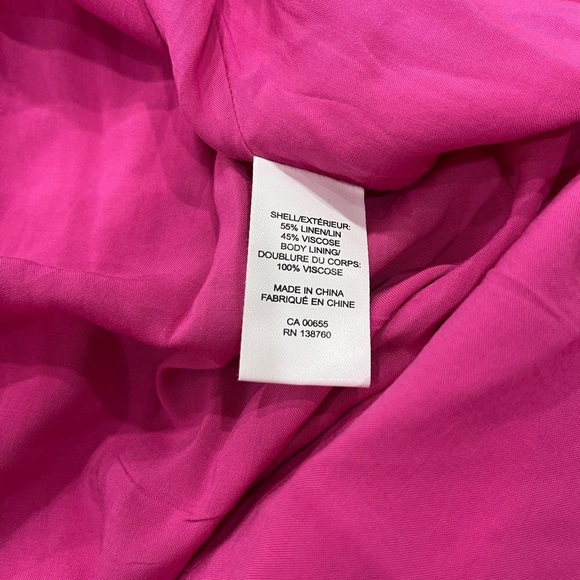 SHELL/EXTÉRIEUR:
55% LINEN/LIN
45% VISCOSE
BODY LINING/
DOUBLURE DU CORPS:
100% VISCOSE
MADE IN CHINA
FABRIQUÉ EN CHINE
CA 00655
RN 138760